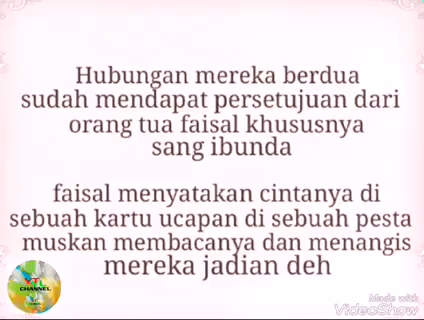 Hubungan mereka berdua
sudah mendapat persetujuan dari
orang tua faisal khususnya
sang ibunda
faisal menyatakan cintanya di
sebuah kartu ucapan di sebuah pesta
muskan membacanya dan menangis
mereka jadian deh
CHANNEL
Made with
VideoShow